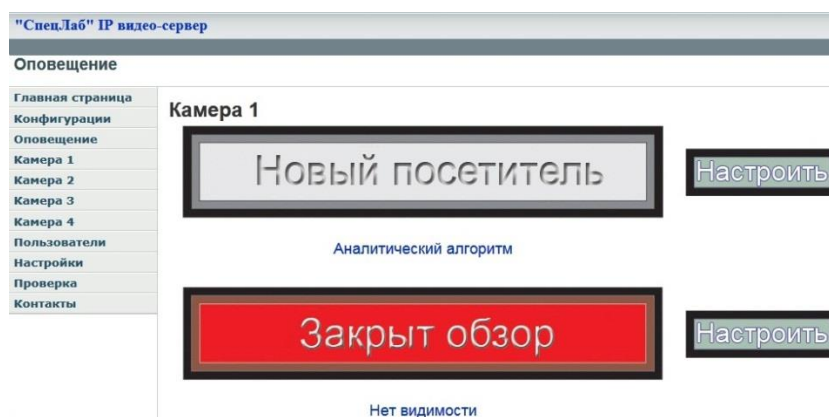 "СпецЛаб" IP видео-сервер
Оповещение
Главная страница
Конфигурации
Оповещение
Камера 1
Камера 2
Камера 3
Камера 4
Пользователи
Настройки
Проверка
Контакты
Камера 1
Новый посетитель
Настроить
Аналитический алгоритм
Закрыт обзор
Настроить
Нет видимости